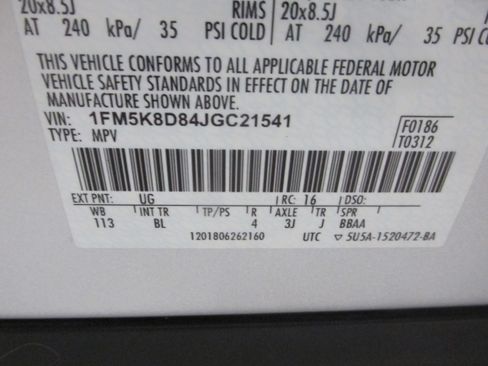 20x8.5J RIMS 20x8.5J
AT 240 kPa/ 35 PSI COLD AT 240 kPa/ 35 PSI COLD
THIS VEHICLE CONFORMS TO ALL APPLICABLE FEDERAL MOTOR
VEHICLE SAFETY STANDARDS IN EFFECT ON THE DATE OF
MANUFACTURE SHOWN ABOVE.
VIN: 1FM5K8D84JGC21541
TYPE: MPV
F0186
T0312
EXT PNT: UG RC: 16 DSO:
WB INT TR TP/PS R AXLE TR SPR
113 BL 4 3J J BBAA
1201806262160 UTC ▽ 5U5A-1520472-BA